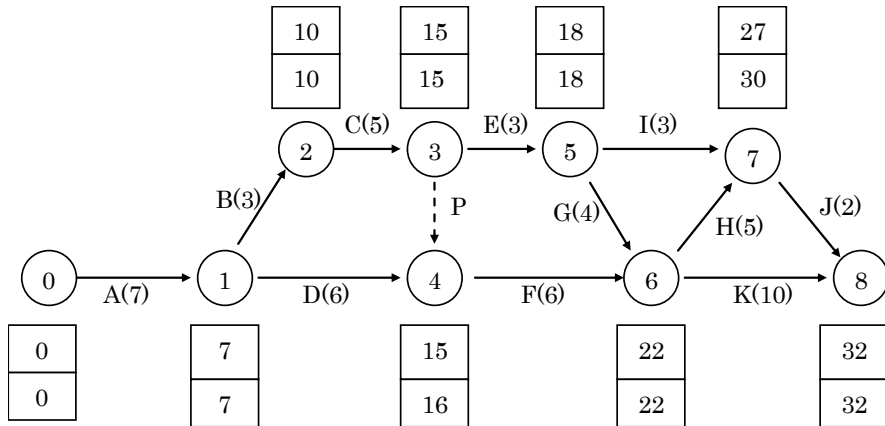 10 15 18 27
10 15 18 30
C(5) E(3) I(3)
2 3 5 7
B(3) P G(4) H(5) J(2)
0 1 4 6 8
A(7) D(6) F(6) K(10)
0 7 15 22 32
0 7 16 22 32